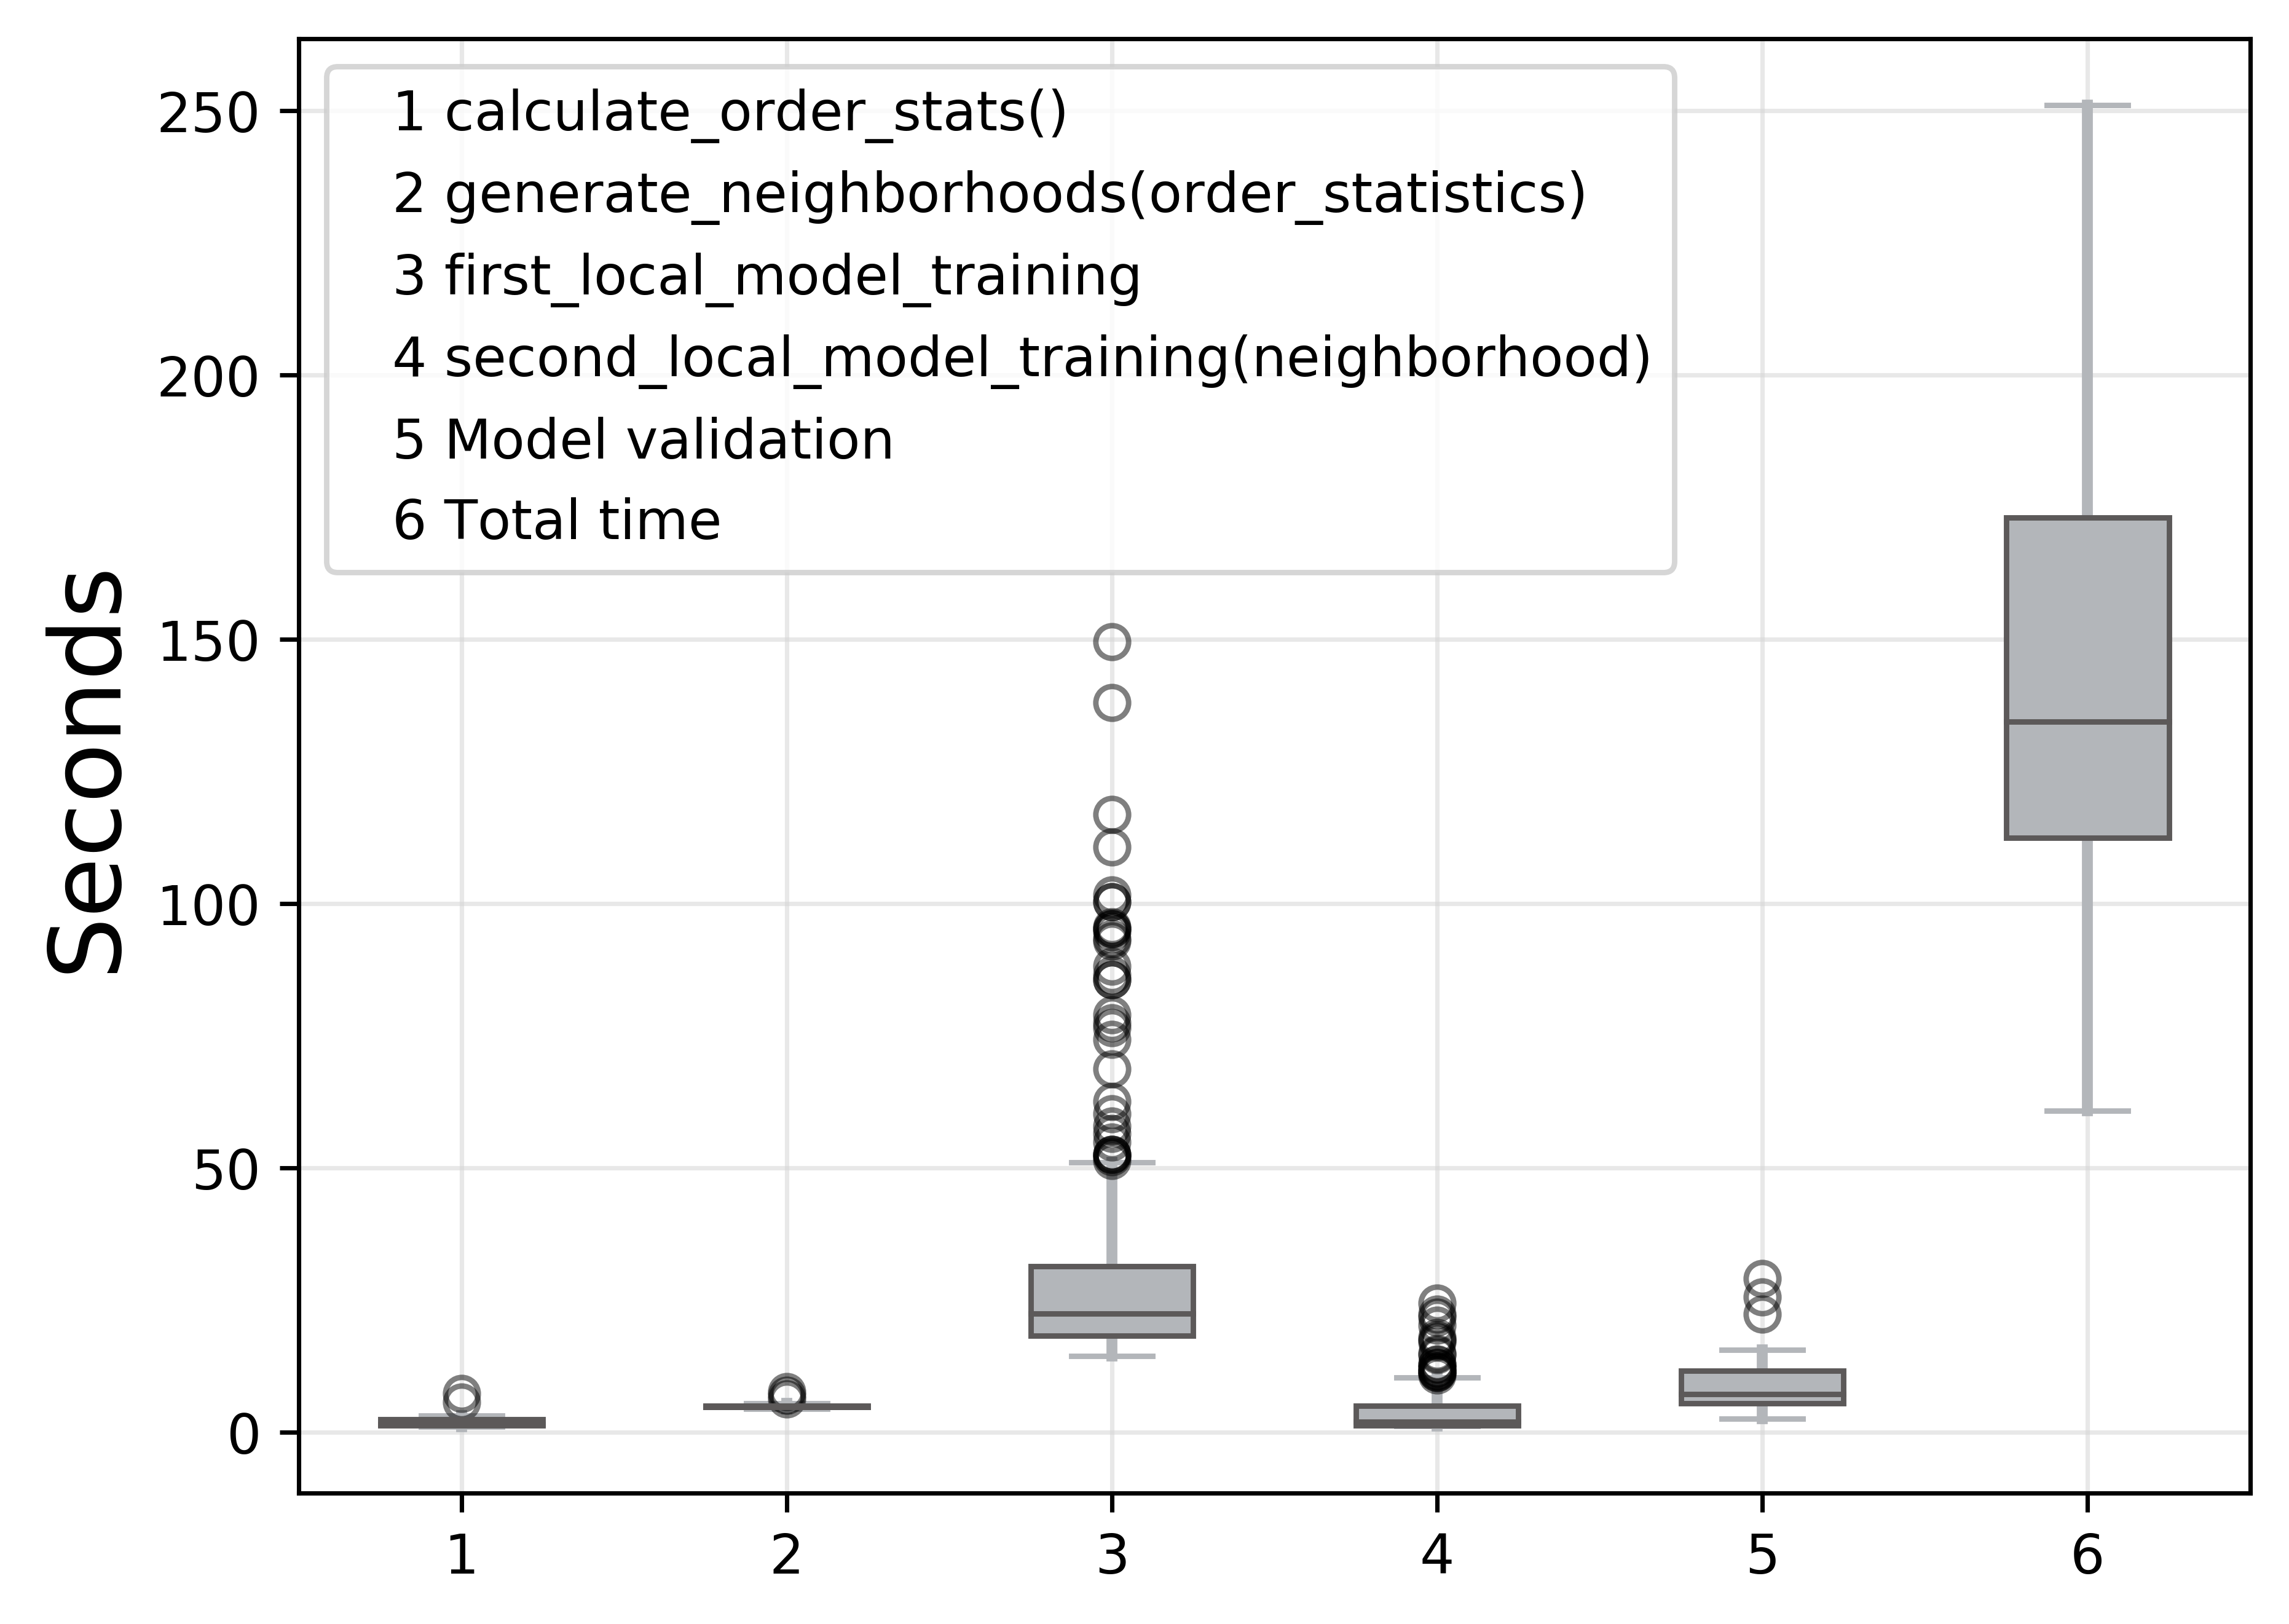 250
200
150
100
50
0
Seconds
1 calculate_order_stats()
2 generate_neighborhoods(order_statistics)
3 first_local_model_training
4 second_local_model_training(neighborhood)
5 Model validation
6 Total time
1 2 3 4 5 6